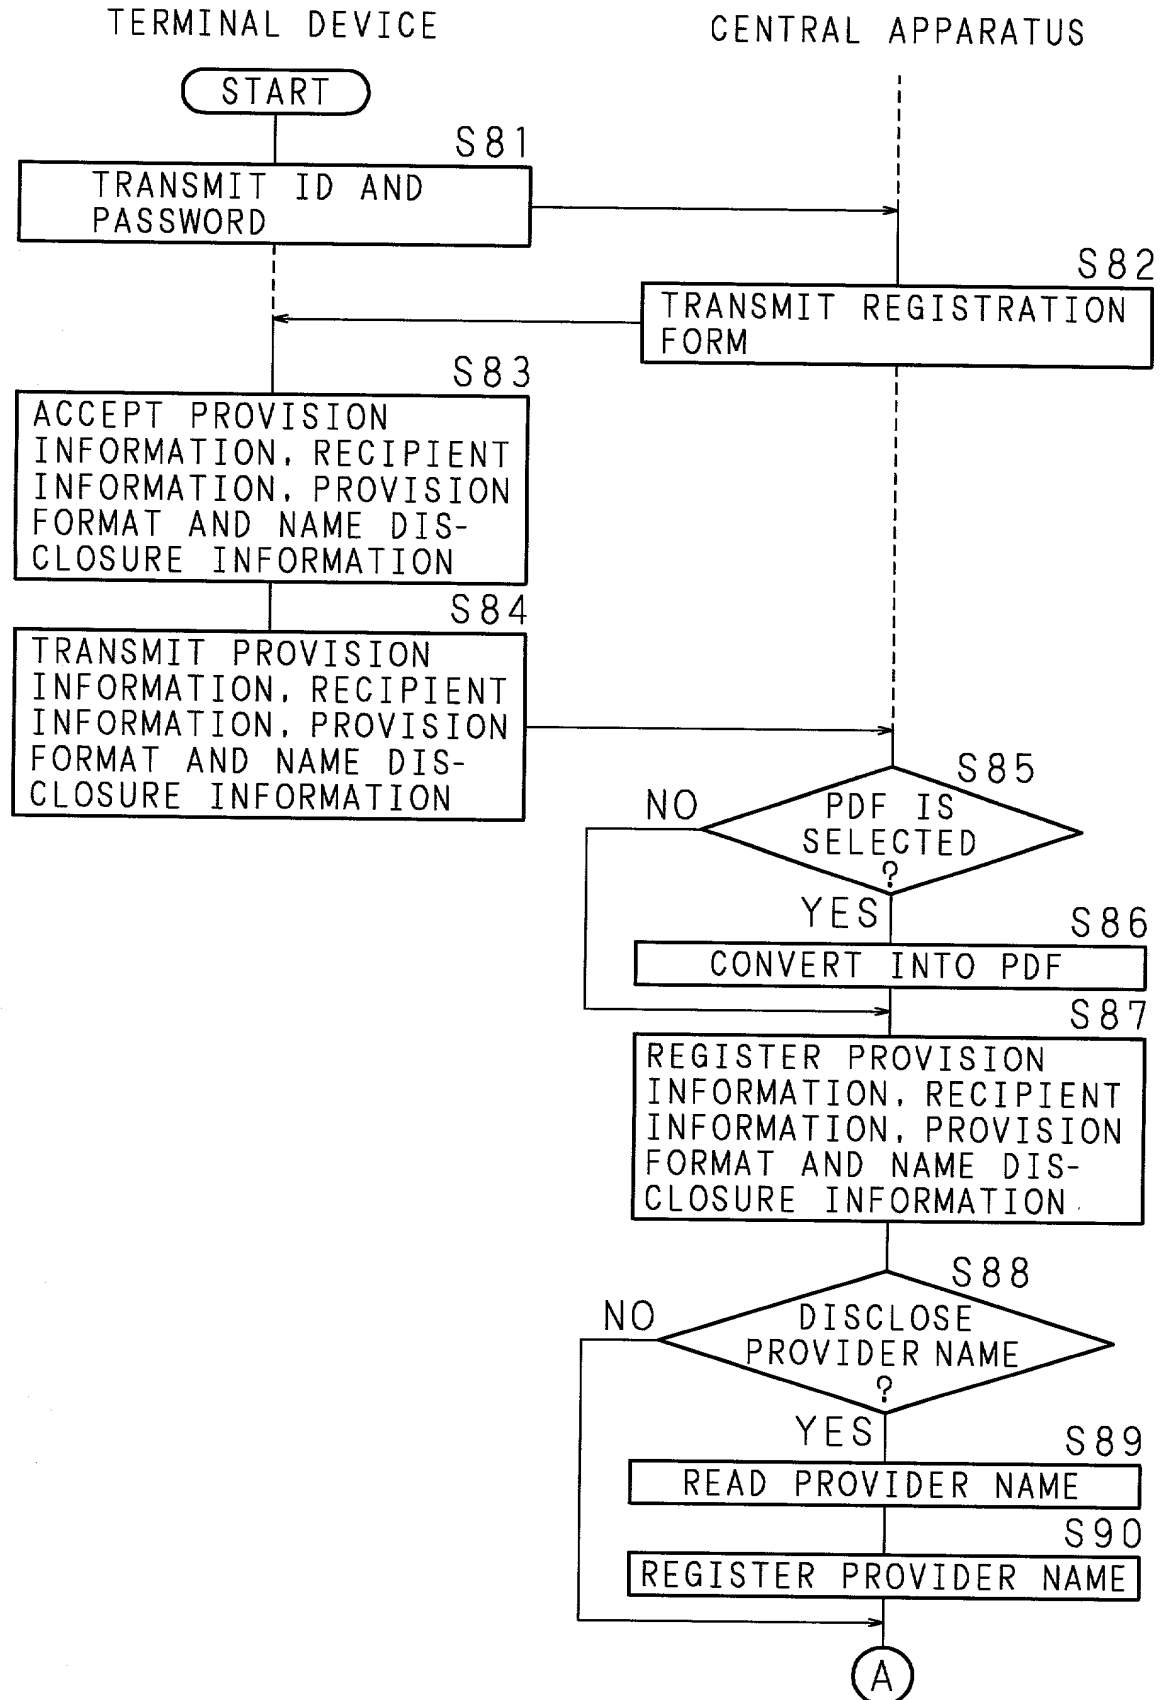 TERMINAL DEVICE
CENTRAL APPARATUS
START
S81
TRANSMIT ID AND
PASSWORD
S82
TRANSMIT REGISTRATION
FORM
S83
ACCEPT PROVISION
INFORMATION, RECIPIENT
INFORMATION, PROVISION
FORMAT AND NAME DIS-
CLOSURE INFORMATION
S84
TRANSMIT PROVISION
INFORMATION, RECIPIENT
INFORMATION, PROVISION
FORMAT AND NAME DIS-
CLOSURE INFORMATION
S85
NO
PDF IS
SELECTED
?
YES
S86
CONVERT INTO PDF
S87
REGISTER PROVISION
INFORMATION, RECIPIENT
INFORMATION, PROVISION
FORMAT AND NAME DIS-
CLOSURE INFORMATION
S88
NO
DISCLOSE
PROVIDER NAME
?
YES
S89
READ PROVIDER NAME
S90
REGISTER PROVIDER NAME
A